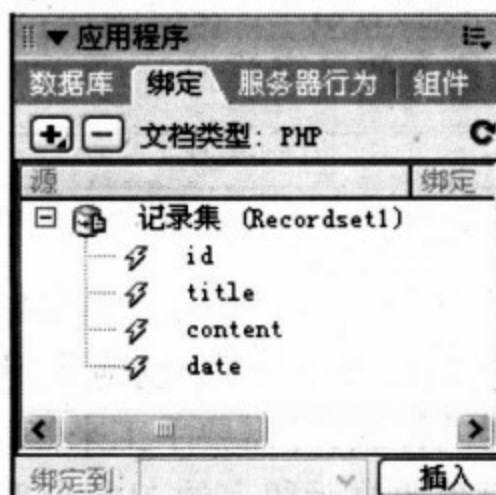 应用程序
数据库 绑定 服务器行为 组件
文档类型: PHP
源 绑定
记录集 (Recordset1)
id
title
content
date
绑定到: 插入